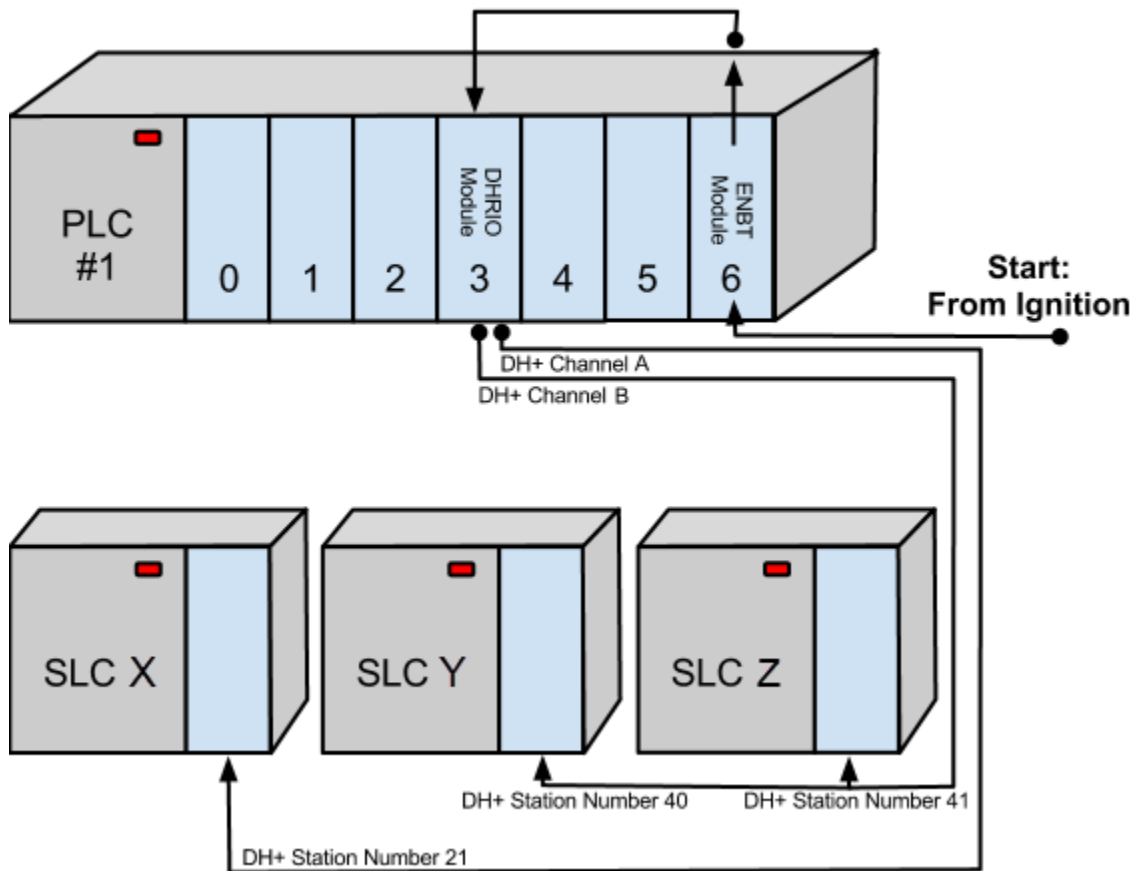 PLC
#1
0
1
2
DHRIO
Module
3
4
5
ENBT
Module
6
Start:
From Ignition
DH+ Channel A
DH+ Channel B
SLC X
SLC Y
SLC Z
DH+ Station Number 40
DH+ Station Number 41
DH+ Station Number 21